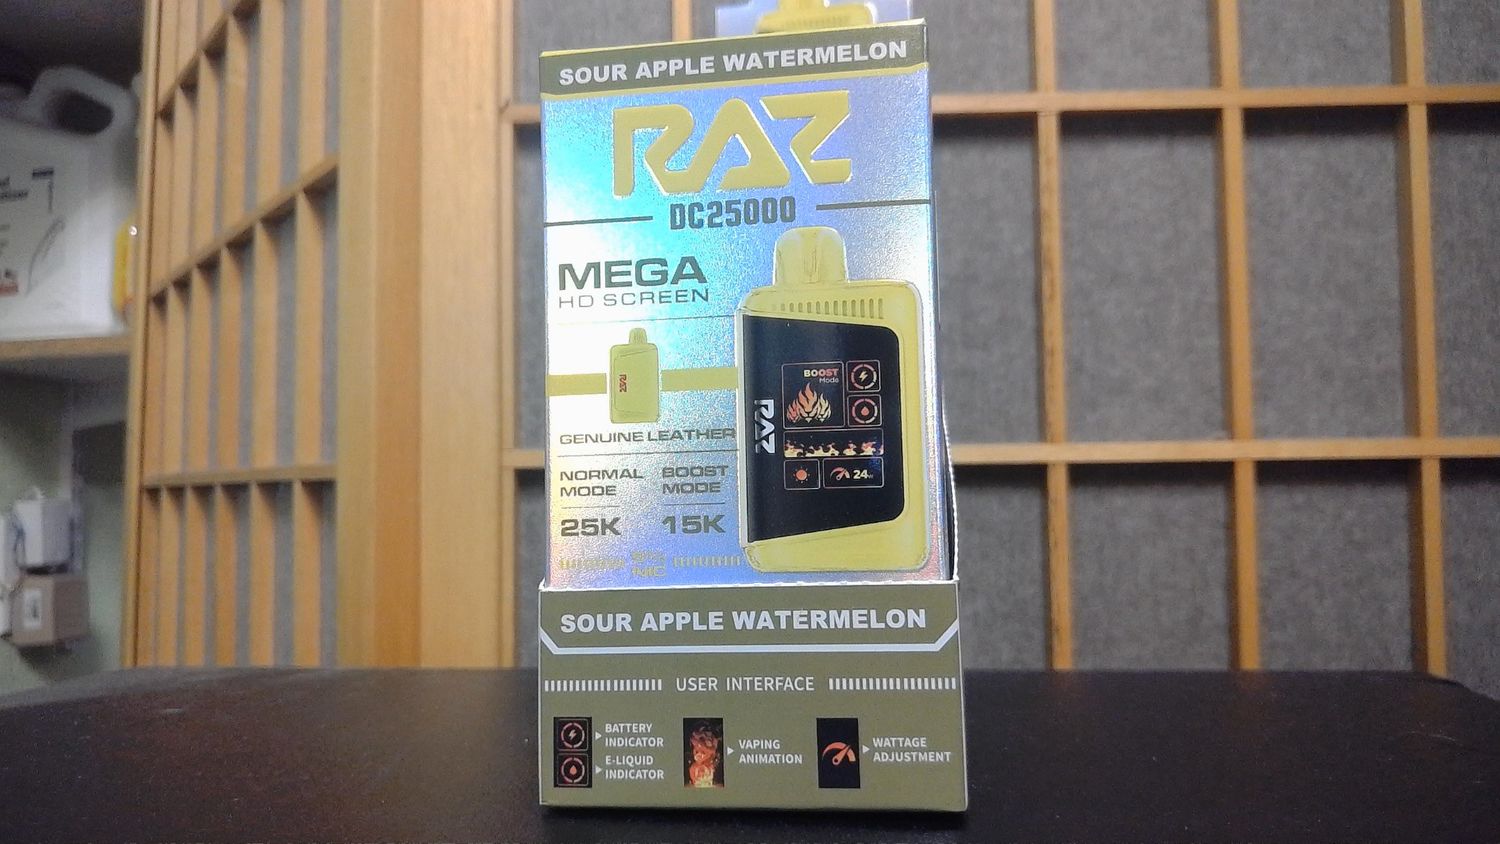 SOUR APPLE WATERMELON
RAZ
DC25000
MEGA
HD SCREEN
RAZ
GENUINE LEATHER
NORMAL MODE
25K
BOOST MODE
15K
BOOST
Mode
RAZ
24W
SOUR APPLE WATERMELON
USER INTERFACE
BATTERY
INDICATOR
E-LIQUID
INDICATOR
VAPING
ANIMATION
WATTAGE
ADJUSTMENT